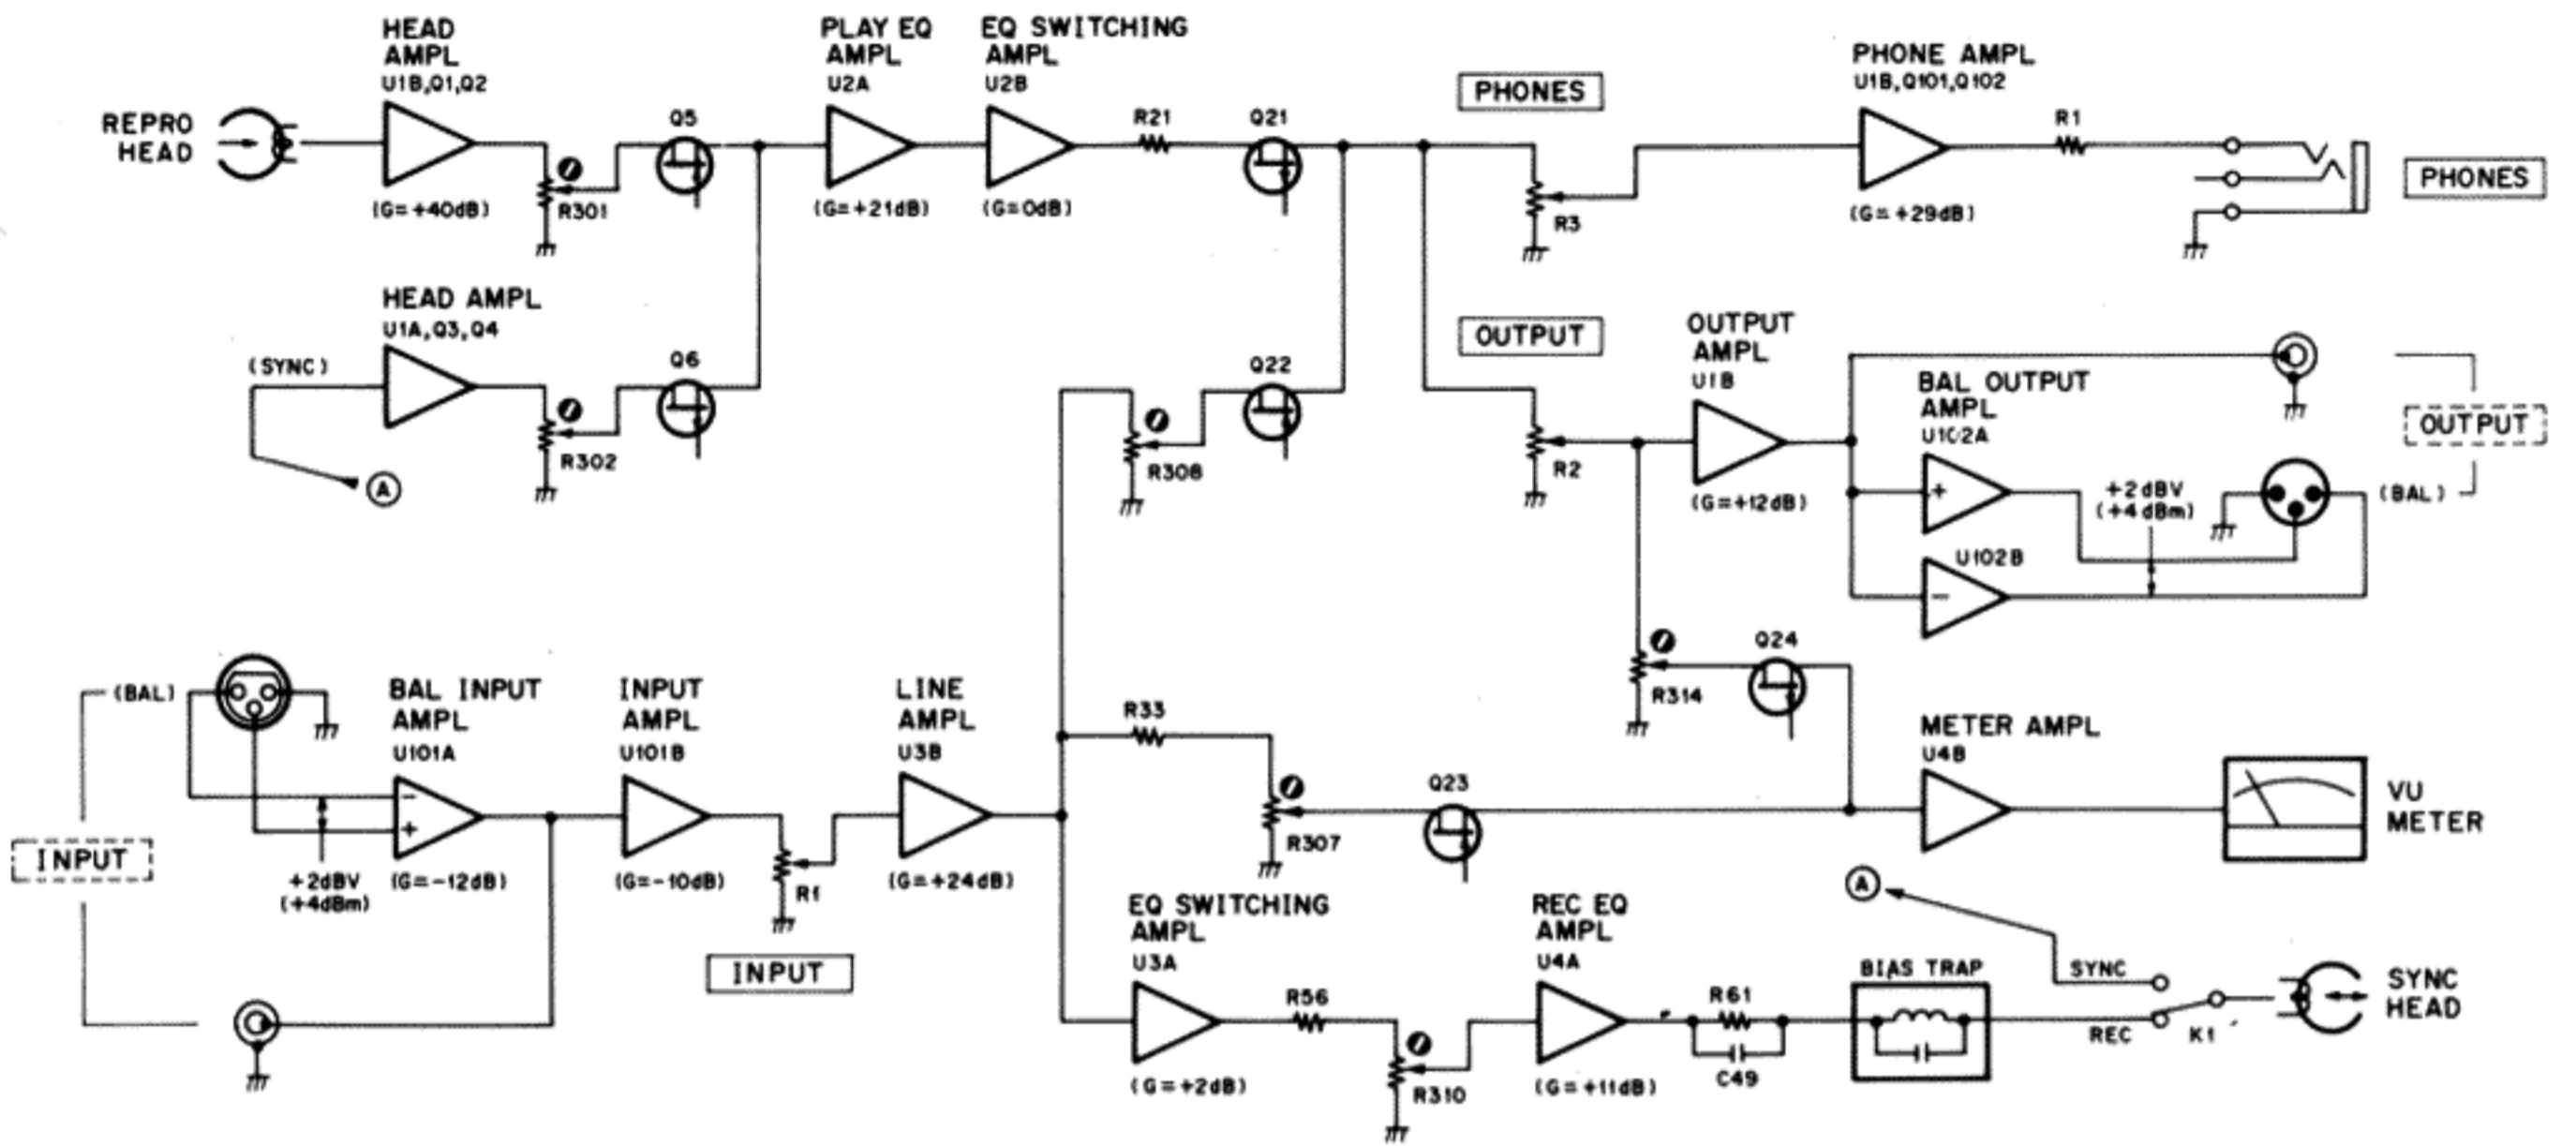 HEAD
AMPL
U1B,Q1,Q2
REPRO
HEAD
(G=+40dB)
R301
Q5
PLAY EQ
AMPL
U2A
(G=+21dB)
EQ SWITCHING
AMPL
U2B
(G=0dB)
R21
Q21
PHONES
R3
PHONE AMPL
U1B,Q101,Q102
(G=+29dB)
R1
PHONES
HEAD AMPL
U1A,Q3,Q4
(SYNC)
A
R302
Q6
Q22
R308
OUTPUT
R2
OUTPUT
AMPL
U1B
(G=+12dB)
BAL OUTPUT
AMPL
U102A
+
U102B
-
+2dBV
(+4dBm)
OUTPUT
(BAL)
R314
Q24
(BAL)
INPUT
BAL INPUT
AMPL
U101A
-
+
+2dBV
(+4dBm)
(G=-12dB)
INPUT
AMPL
U101B
(G=-10dB)
R1
INPUT
LINE
AMPL
U3B
(G=+24dB)
R33
R307
Q23
METER AMPL
U4B
VU
METER
EQ SWITCHING
AMPL
U3A
(G=+2dB)
R56
R310
REC EQ
AMPL
U4A
(G=+11dB)
R61
C49
BIAS TRAP
A
SYNC
REC
K1
SYNC
HEAD